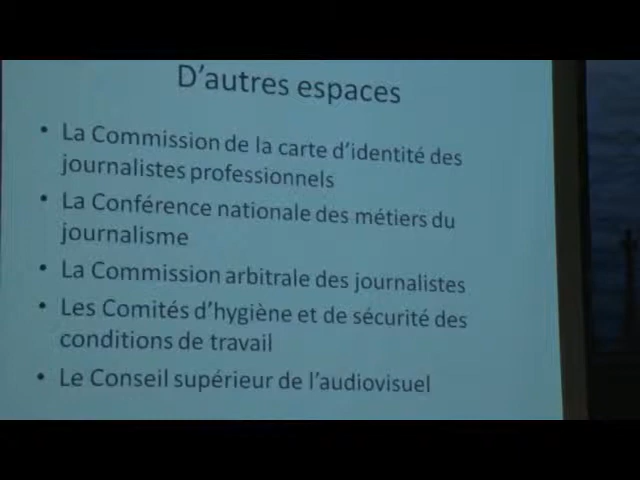 D'autres espaces
• La Commission de la carte d'identité des
journalistes professionnels
• La Conférence nationale des métiers du
journalisme
• La Commission arbitrale des journalistes
• Les Comités d'hygiène et de sécurité des
conditions de travail
• Le Conseil supérieur de l'audiovisuel